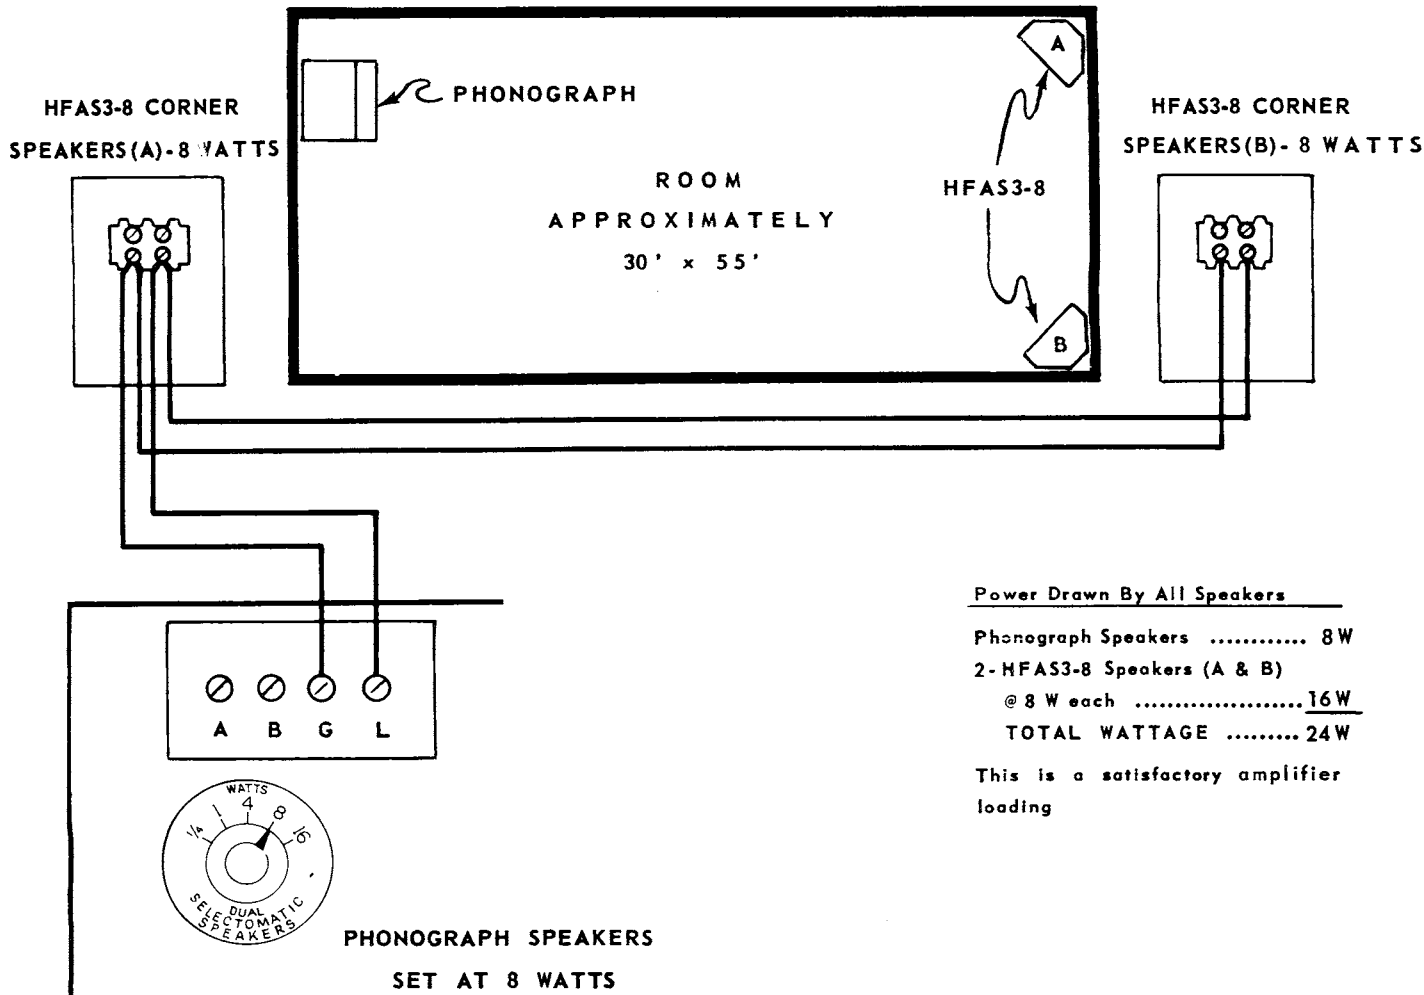 HFAS3-8 CORNER
SPEAKERS(A)-8 WATTS
PHONOGRAPH
ROOM
APPROXIMATELY
30' x 55'
A
HFAS3-8
B
HFAS3-8 CORNER
SPEAKERS(B)- 8 WATTS
A B G L
WATTS
1/4 1 4 8 16
DUAL
SELECTOMATIC
SPEAKERS
PHONOGRAPH SPEAKERS
SET AT 8 WATTS
Power Drawn By All Speakers
Phonograph Speakers ............ 8W
2-HFAS3-8 Speakers (A & B)
@ 8 W each ..................... 16W
TOTAL WATTAGE ......... 24W
This is a satisfactory amplifier
loading